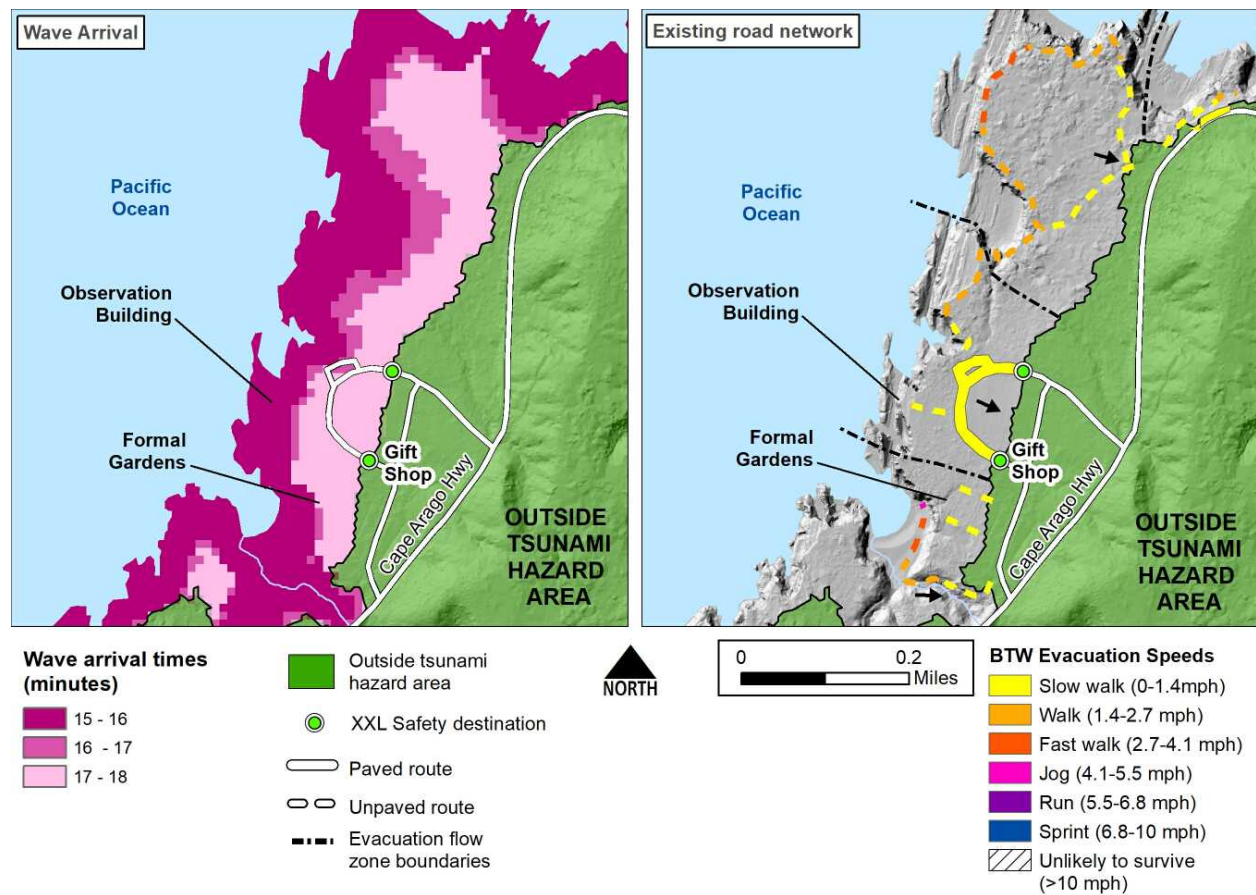 Wave Arrival
Pacific
Ocean
Observation
Building
Formal
Gardens
Gift
Shop
Cape Arago Hwy
OUTSIDE
TSUNAMI
HAZARD
AREA
Existing road network
Pacific
Ocean
Observation
Building
Formal
Gardens
Gift
Shop
Cape Arago Hwy
OUTSIDE
TSUNAMI
HAZARD
AREA
Wave arrival times
(minutes)
15 - 16
16 - 17
17 - 18
Outside tsunami
hazard area
XXL Safety destination
Paved route
Unpaved route
Evacuation flow
zone boundaries
NORTH
0 0.2
Miles
BTW Evacuation Speeds
Slow walk (0-1.4mph)
Walk (1.4-2.7 mph)
Fast walk (2.7-4.1 mph)
Jog (4.1-5.5 mph)
Run (5.5-6.8 mph)
Sprint (6.8-10 mph)
Unlikely to survive
(>10 mph)